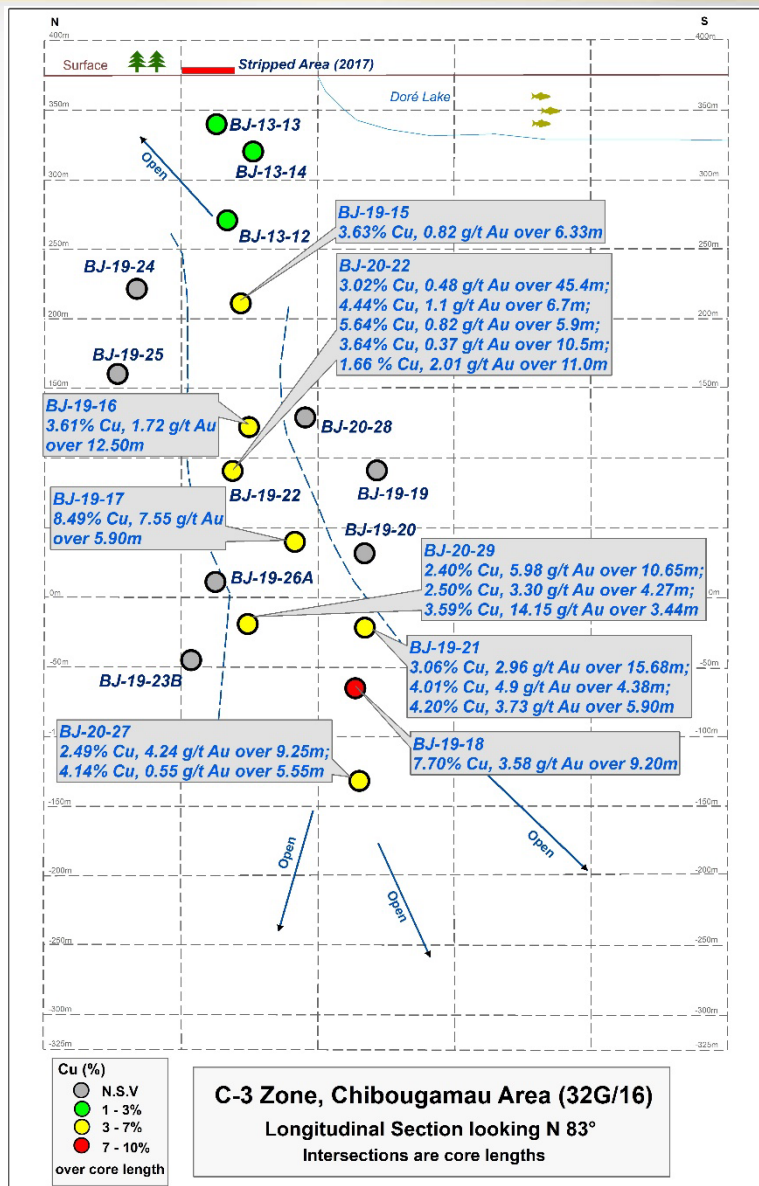 N
S
400m
400m
Surface
Stripped Area (2017)
Doré Lake
350m
350m
BJ-13-13
BJ-13-14
Open
300m
300m
BJ-13-12
BJ-19-15
3.63% Cu, 0.82 g/t Au over 6.33m
250m
250m
BJ-19-24
BJ-20-22
3.02% Cu, 0.48 g/t Au over 45.4m;
4.44% Cu, 1.1 g/t Au over 6.7m;
5.64% Cu, 0.82 g/t Au over 5.9m;
3.64% Cu, 0.37 g/t Au over 10.5m;
1.66 % Cu, 2.01 g/t Au over 11.0m
200m
200m
BJ-19-25
150m
150m
BJ-19-16
3.61% Cu, 1.72 g/t Au
over 12.50m
BJ-20-28
BJ-19-22
BJ-19-19
BJ-19-17
8.49% Cu, 7.55 g/t Au
over 5.90m
50m
BJ-19-20
BJ-20-29
2.40% Cu, 5.98 g/t Au over 10.65m;
2.50% Cu, 3.30 g/t Au over 4.27m;
3.59% Cu, 14.15 g/t Au over 3.44m
BJ-19-26A
0m
0m
BJ-19-21
3.06% Cu, 2.96 g/t Au over 15.68m;
4.01% Cu, 4.9 g/t Au over 4.38m;
4.20% Cu, 3.73 g/t Au over 5.90m
BJ-19-23B
-50m
-50m
BJ-20-27
2.49% Cu, 4.24 g/t Au over 9.25m;
4.14% Cu, 0.55 g/t Au over 5.55m
BJ-19-18
7.70% Cu, 3.58 g/t Au over 9.20m
-100m
-150m
-150m
Open
Open
Open
-200m
-200m
-250m
-250m
-300m
-300m
-325m
-325m
Cu (%)
N.S.V
1 - 3%
3 - 7%
7 - 10%
over core length
C-3 Zone, Chibougamau Area (32G/16)
Longitudinal Section looking N 83°
Intersections are core lengths